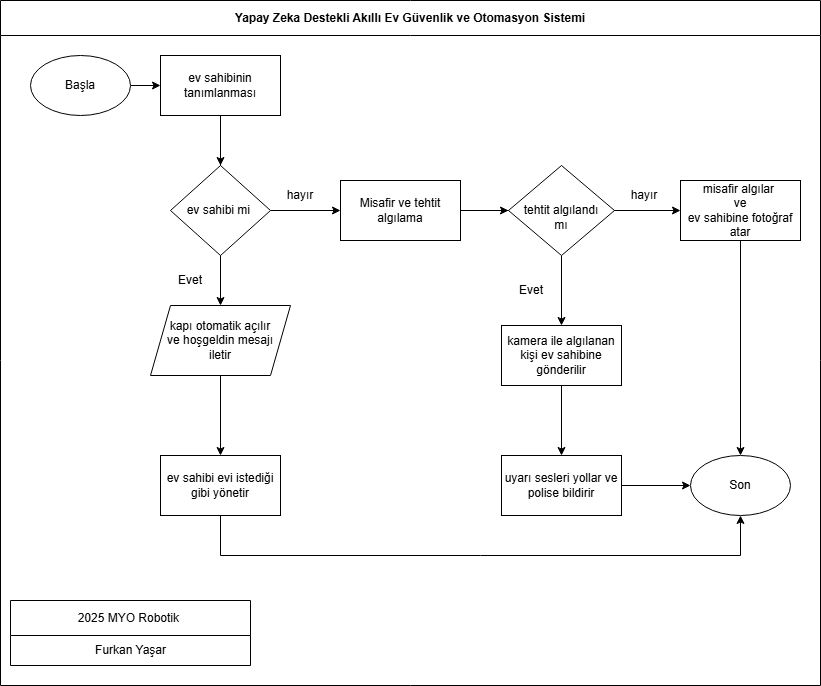 Yapay Zeka Destekli Akıllı Ev Güvenlik ve Otomasyon Sistemi
Başla
ev sahibinin
tanımlanması
ev sahibi mi
hayır
Misafir ve tehtit
algılama
tehtit algılandı
mı
hayır
misafir algılar
ve
ev sahibine fotoğraf
atar
Evet
kapı otomatik açılır
ve hoşgeldin mesajı
iletir
Evet
kamera ile algılanan
kişi ev sahibine
gönderilir
ev sahibi evi istediği
gibi yönetir
uyarı sesleri yollar ve
polise bildirir
Son
2025 MYO Robotik
Furkan Yaşar